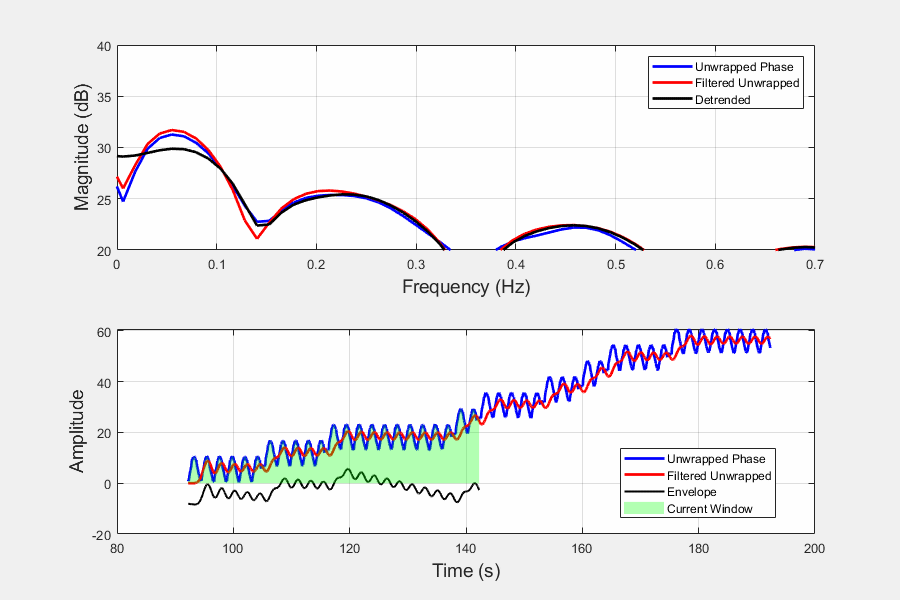 40
35
30
25
20
Magnitude (dB)
0
0.1
0.2
0.3
0.4
0.5
0.6
0.7
Frequency (Hz)
Unwrapped Phase
Filtered Unwrapped
Detrended
60
40
20
0
-20
Amplitude
80
100
120
140
160
180
200
Time (s)
Unwrapped Phase
Filtered Unwrapped
Envelope
Current Window